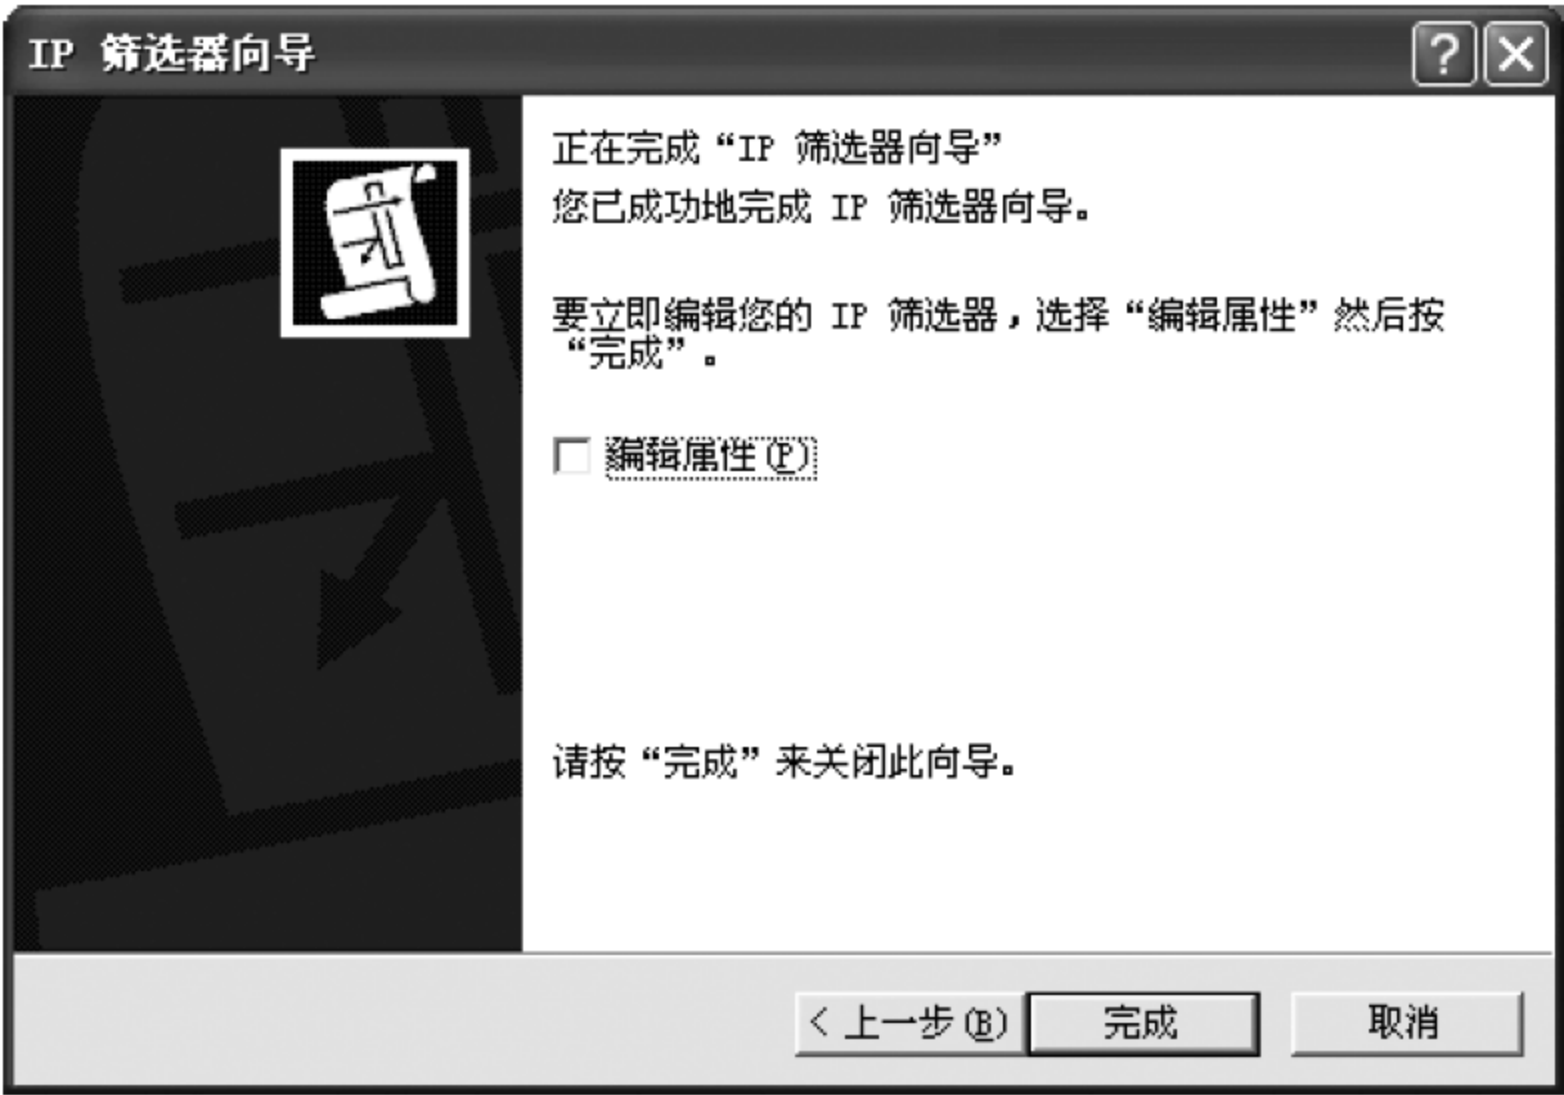 IP 筛选器向导
正在完成“IP 筛选器向导”
您已成功地完成 IP 筛选器向导。
要立即编辑您的 IP 筛选器，选择“编辑属性”然后按
“完成”。
编辑属性(P)
请按“完成”来关闭此向导。
< 上一步(B)
完成
取消